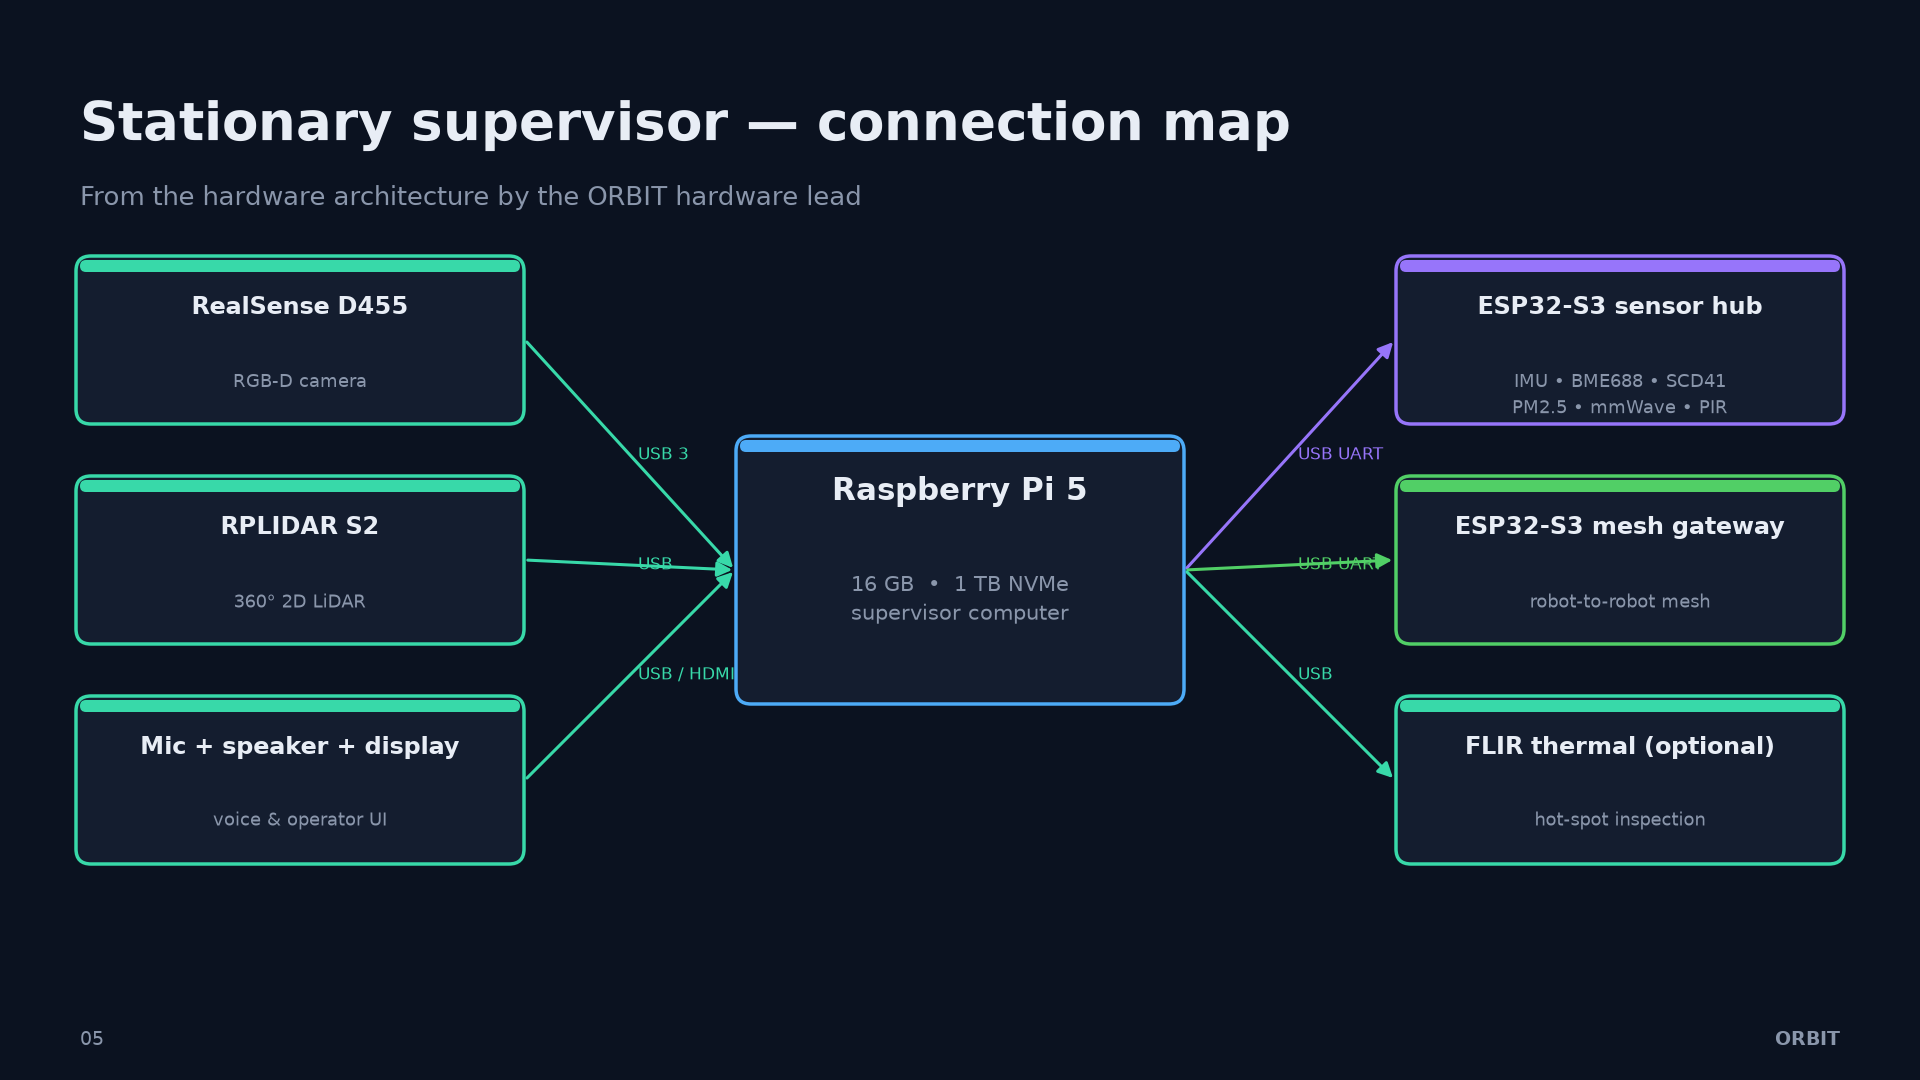 Stationary supervisor — connection map
From the hardware architecture by the ORBIT hardware lead
RealSense D455
RGB-D camera
RPLIDAR S2
360° 2D LiDAR
Mic + speaker + display
voice & operator UI
USB 3
USB
USB / HDMI
Raspberry Pi 5
16 GB • 1 TB NVMe
supervisor computer
USB UART
USB UART
USB
ESP32-S3 sensor hub
IMU • BME688 • SCD41
PM2.5 • mmWave • PIR
ESP32-S3 mesh gateway
robot-to-robot mesh
FLIR thermal (optional)
hot-spot inspection
05
ORBIT